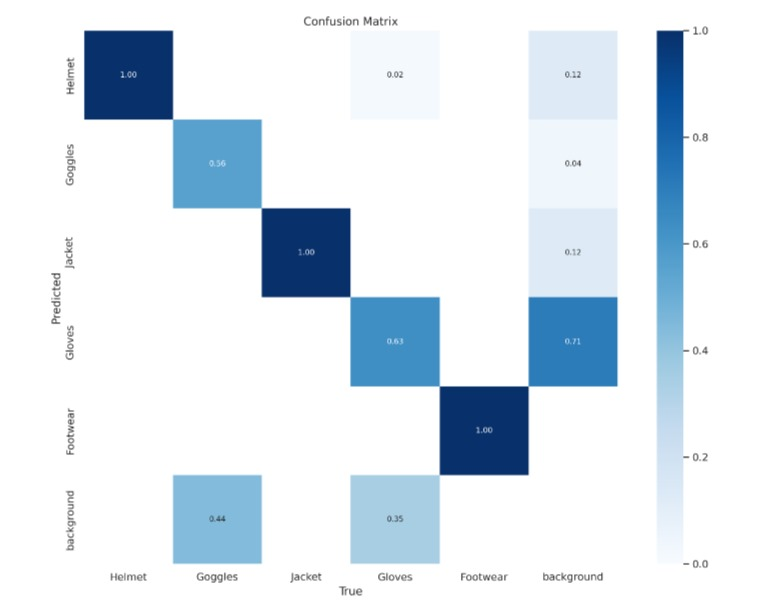 Confusion Matrix
Helmet 1.00 0.02 0.12
Goggles 0.56 0.04
Jacket 1.00 0.12
Gloves 0.63 0.71
Footwear 1.00
background 0.44 0.35
Predicted
Helmet Goggles Jacket Gloves Footwear background
True
1.0
0.8
0.6
0.4
0.2
0.0